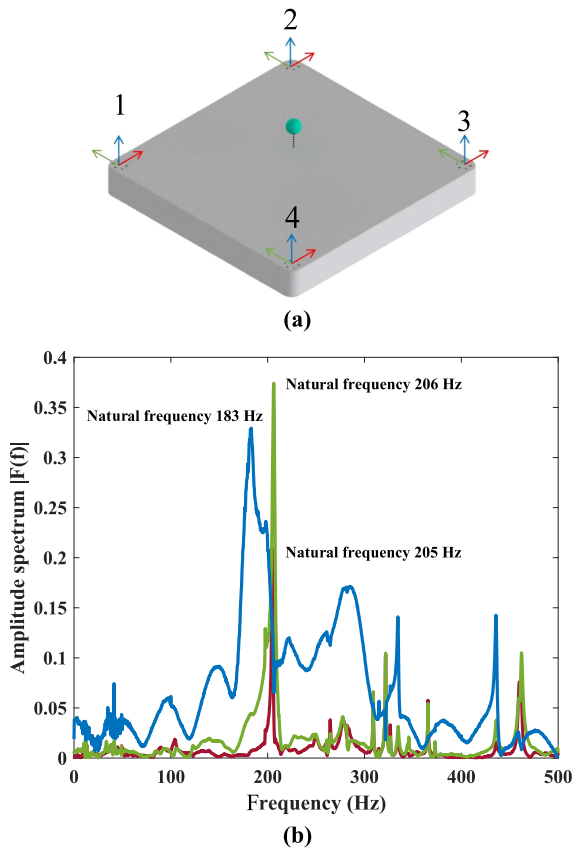 2
1
3
4
(a)
0.4
Natural frequency 206 Hz
0.35
Natural frequency 183 Hz
0.3
0.25
Natural frequency 205 Hz
0.2
0.15
0.1
0.05
0
Amplitude spectrum |F(f)|
0 100 200 300 400 500
Frequency (Hz)
(b)